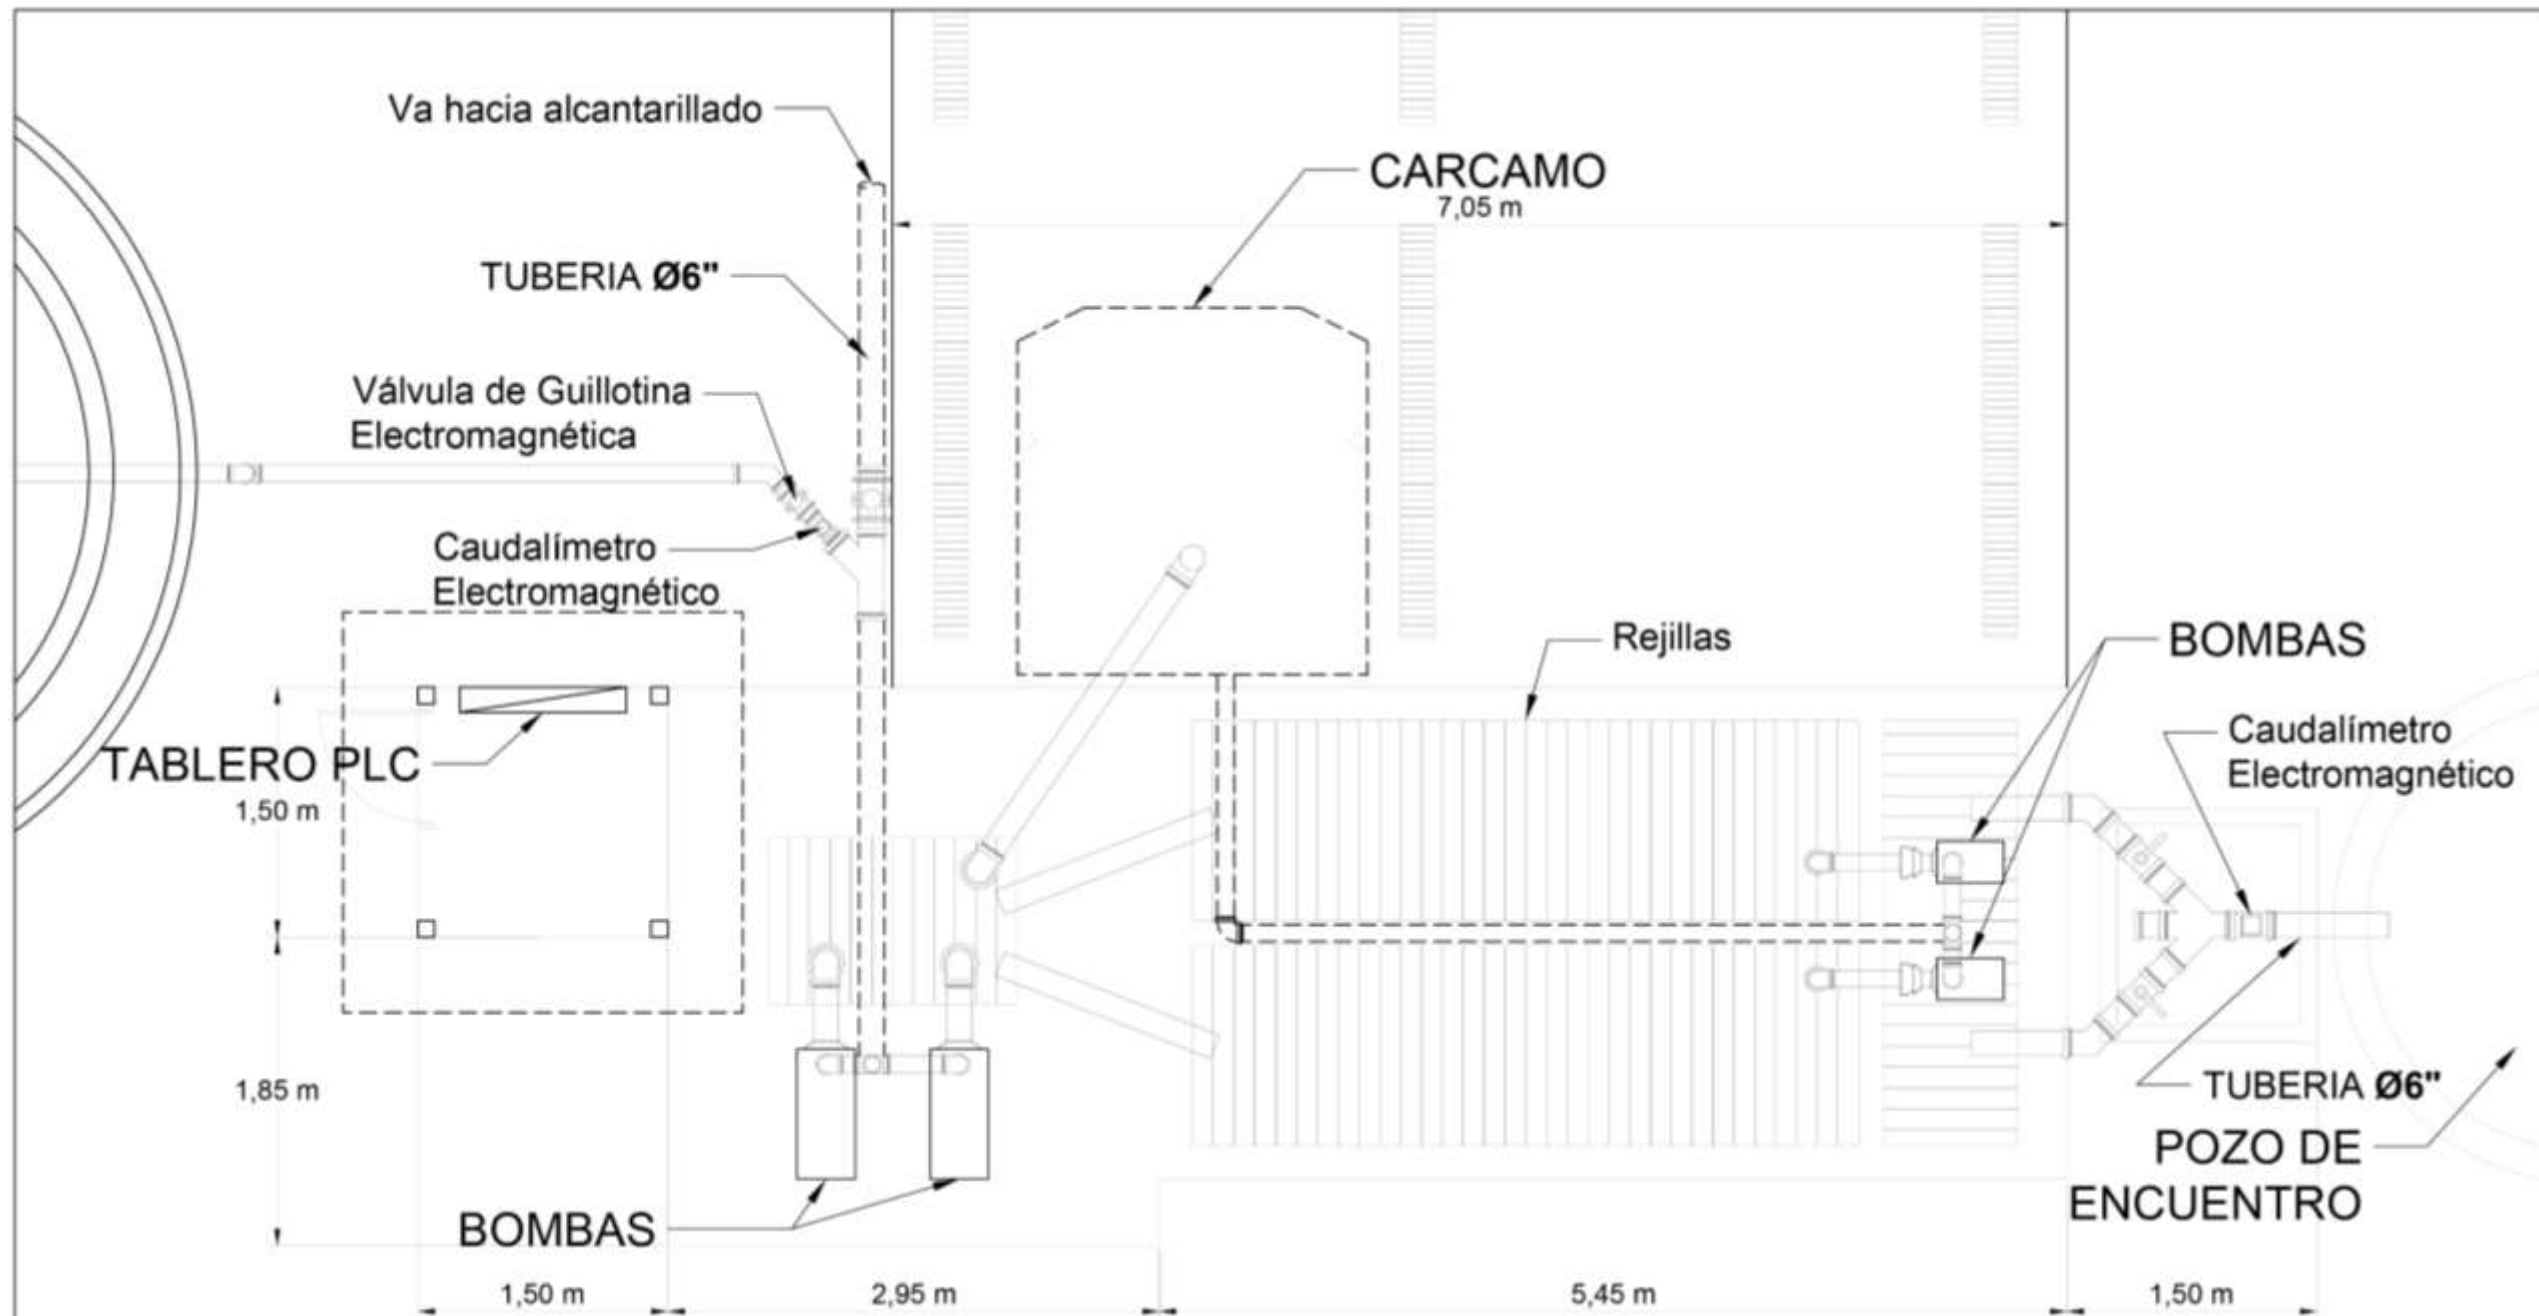 Va hacia alcantarillado
CARCAMO
7,05 m
TUBERIA Ø6"
Válvula de Guillotina
Electromagnética
Caudalímetro
Electromagnético
Rejillas
BOMBAS
Caudalímetro
Electromagnético
TABLERO PLC
1,50 m
1,85 m
TUBERIA Ø6"
POZO DE
ENCUENTRO
BOMBAS
1,50 m
2,95 m
5,45 m
1,50 m